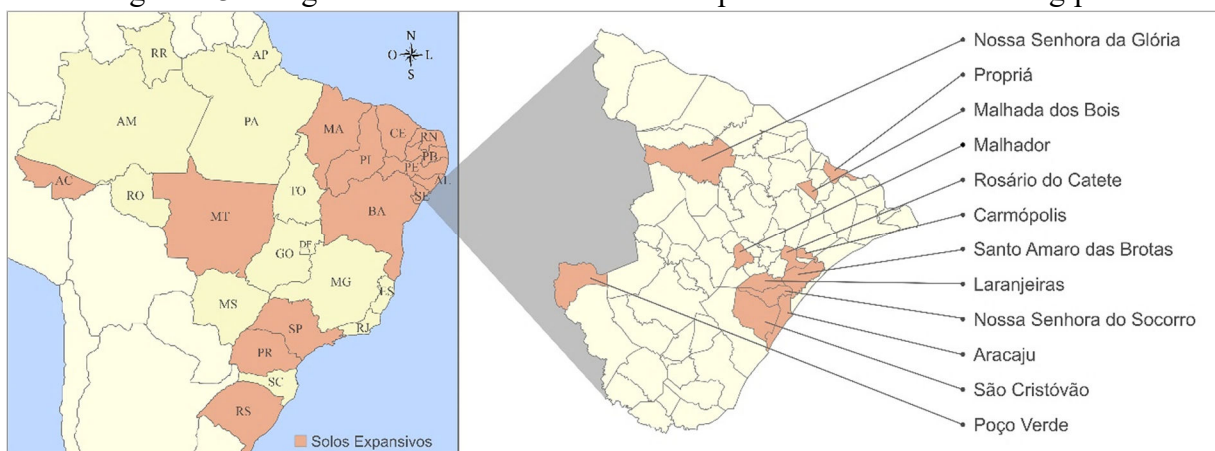 N
O L
S
RR
AP
AM
PA
MA
CE
RN
PB
PI
PE
AL
SE
AC
RO
TO
BA
MT
DF
GO
MG
ES
MS
RJ
SP
PR
SC
RS
Solos Expansivos
Nossa Senhora da Glória
Propriá
Malhada dos Bois
Malhador
Rosário do Catete
Carmópolis
Santo Amaro das Brotas
Laranjeiras
Nossa Senhora do Socorro
Aracaju
São Cristóvão
Poço Verde